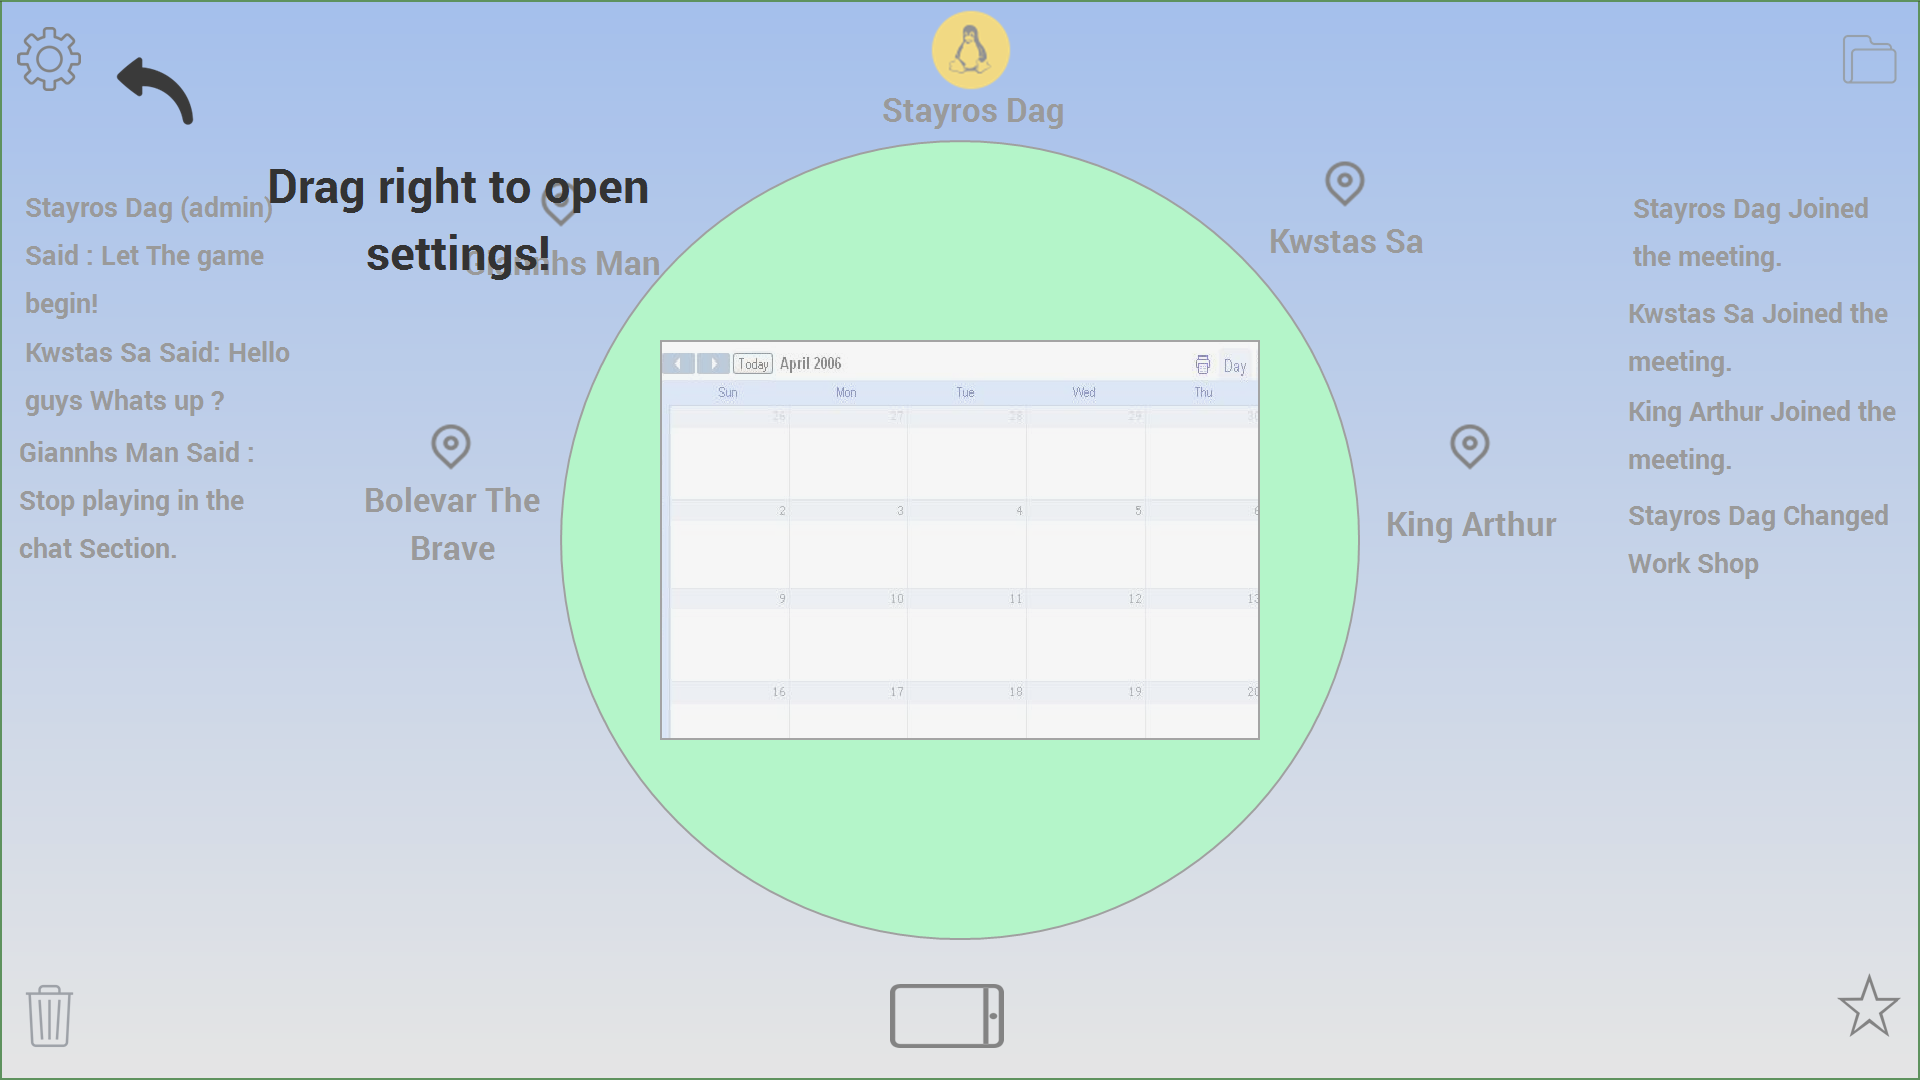 Stayros Dag
Drag right to open
settings!
Stayros Dag (admin)
Said : Let The game
begin!
Kwstas Sa Said: Hello
guys Whats up ?
Giannhs Man Said :
Stop playing in the
chat Section.
Giannhs Man
Bolevar The
Brave
Today April 2006 Day
Sun Mon Tue Wed Thu
26 27 28 29 30
2 3 4 5 6
9 10 11 12 13
16 17 18 19 20
Kwstas Sa
King Arthur
Stayros Dag Joined
the meeting.
Kwstas Sa Joined the
meeting.
King Arthur Joined the
meeting.
Stayros Dag Changed
Work Shop